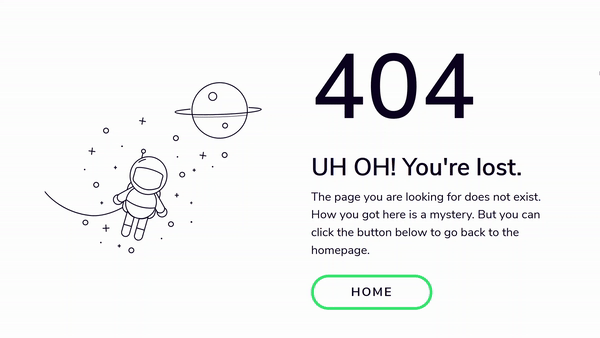 404
UH OH! You're lost.
The page you are looking for does not exist.
How you got here is a mystery. But you can
click the button below to go back to the
homepage.
HOME